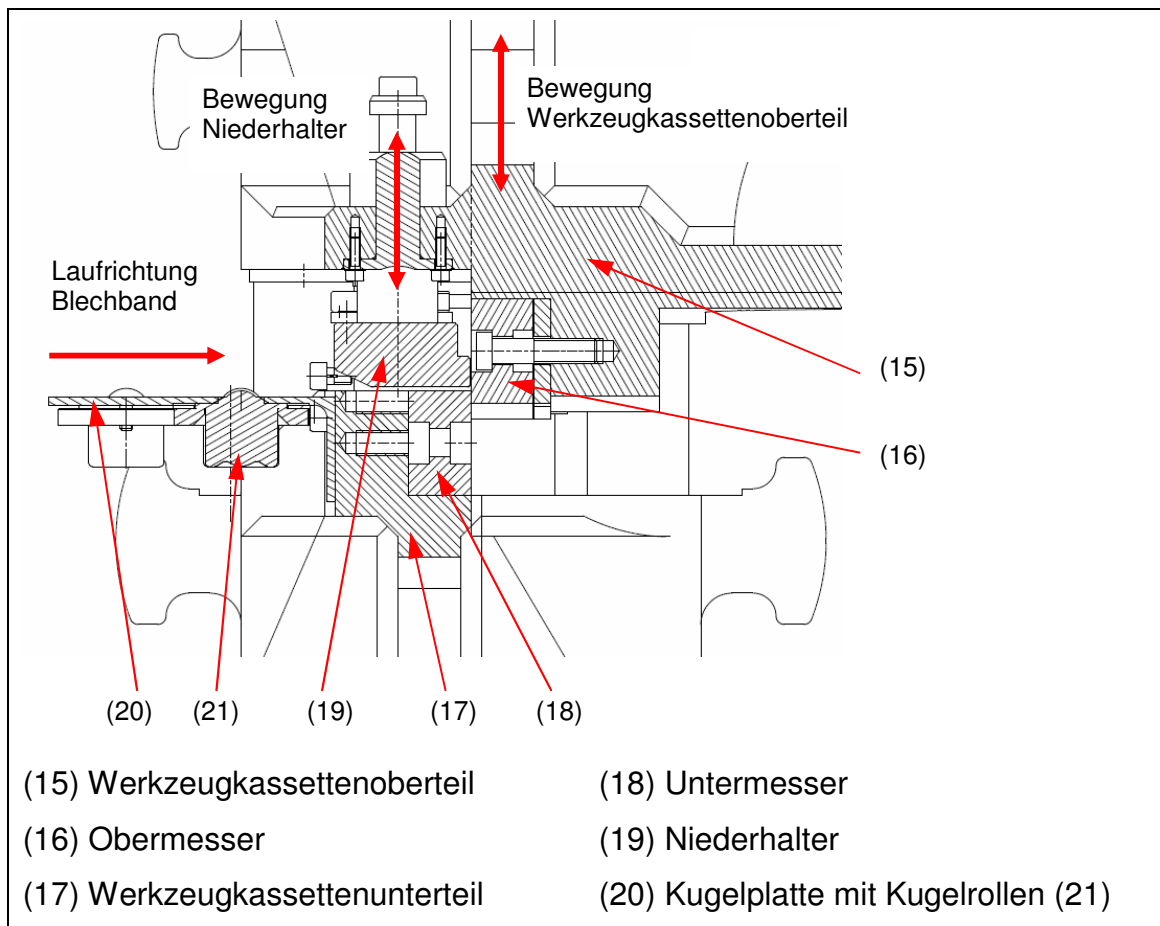 Bewegung
Niederhalter
Bewegung
Werkzeugkassettenoberteil
Laufrichtung
Blechband
(15)
(16)
(20)
(21)
(19)
(17)
(18)
(15) Werkzeugkassettenoberteil
(18) Untermesser
(16) Obermesser
(19) Niederhalter
(17) Werkzeugkassettenunterteil
(20) Kugelplatte mit Kugelrollen (21)